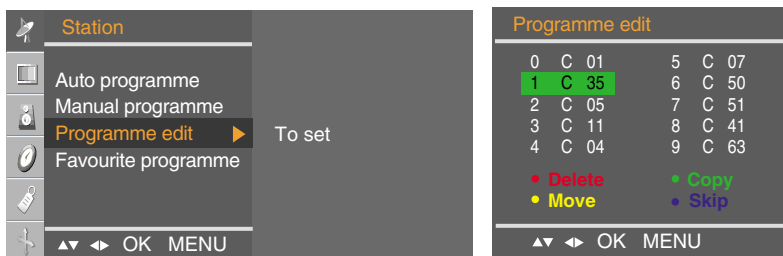 Station
Auto programme
Manual programme
Programme edit
To set
Favourite programme
OK MENU
Programme edit
0 C 01 5 C 07
1 C 35 6 C 50
2 C 05 7 C 51
3 C 11 8 C 41
4 C 04 9 C 63
Delete Copy
Move Skip
OK MENU